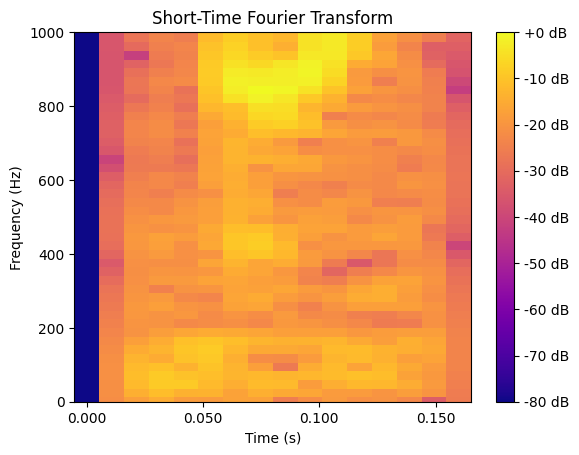 Short-Time Fourier Transform
1000
800
600
400
200
0
Frequency (Hz)
0.000
0.050
0.100
0.150
Time (s)
+0 dB
-10 dB
-20 dB
-30 dB
-40 dB
-50 dB
-60 dB
-70 dB
-80 dB